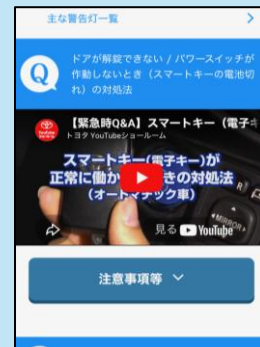 主な警告灯一覧
Q
ドアが解錠できない / パワースイッチが
作動しないとき（スマートキーの電池切
れ）の対処法
【緊急時Q&A】スマートキー（電子キ
トヨタ YouTubeショールーム
スマートキー(電子キー)が
正常に働か きの対処法
(オートマチック車)
MIRROR
見る YouTube
注意事項等